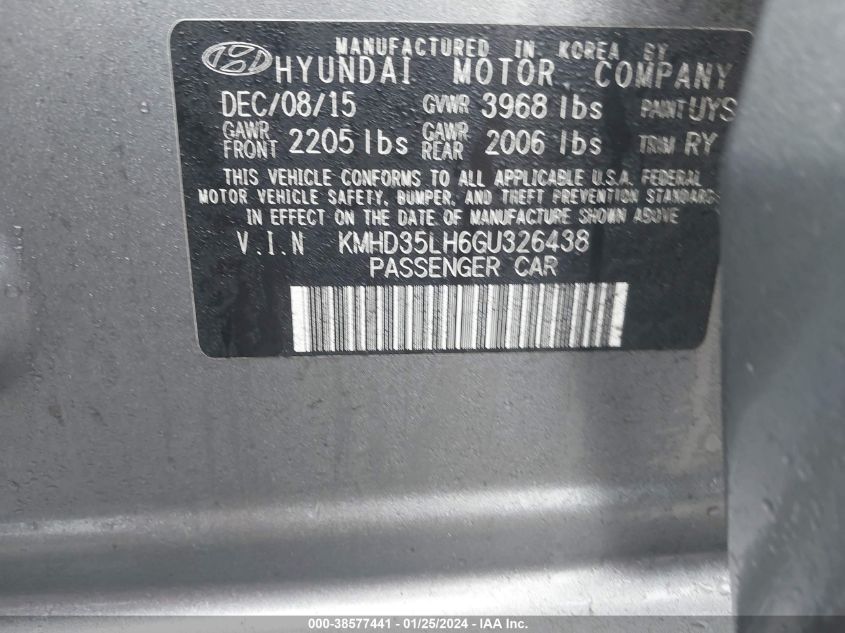 MANUFACTURED IN KOREA BY
HYUNDAI MOTOR COMPANY
DEC/08/15 GVWR 3968 lbs PAINT UYS
GAWR FRONT 2205 lbs GAWR REAR 2006 lbs TRIM RY
THIS VEHICLE CONFORMS TO ALL APPLICABLE U.S.A. FEDERAL
MOTOR VEHICLE SAFETY, BUMPER, AND THEFT PREVENTION STANDARDS
IN EFFECT ON THE DATE OF MANUFACTURE SHOWN ABOVE
V.I.N KMHD35LH6GU326438
PASSENGER CAR
000-38577441 - 01/25/2024 - IAA Inc.